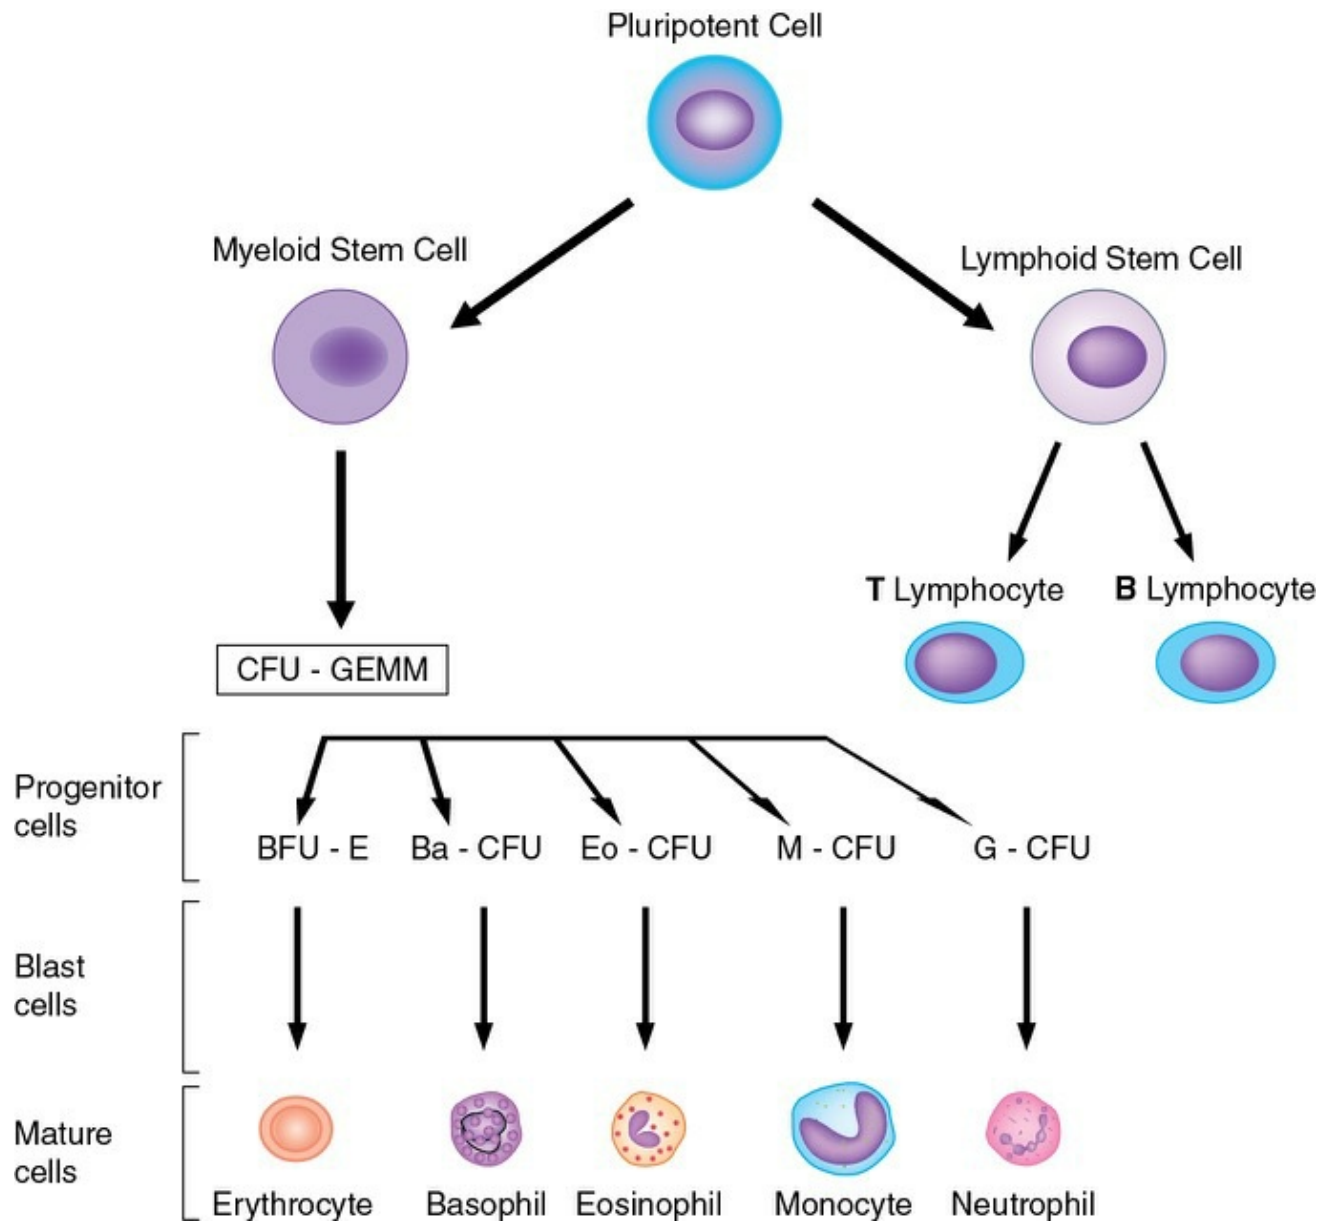 Pluripotent Cell
Myeloid Stem Cell
Lymphoid Stem Cell
T Lymphocyte
B Lymphocyte
CFU - GEMM
Progenitor
cells
BFU - E
Ba - CFU
Eo - CFU
M - CFU
G - CFU
Blast
cells
Mature
cells
Erythrocyte
Basophil
Eosinophil
Monocyte
Neutrophil